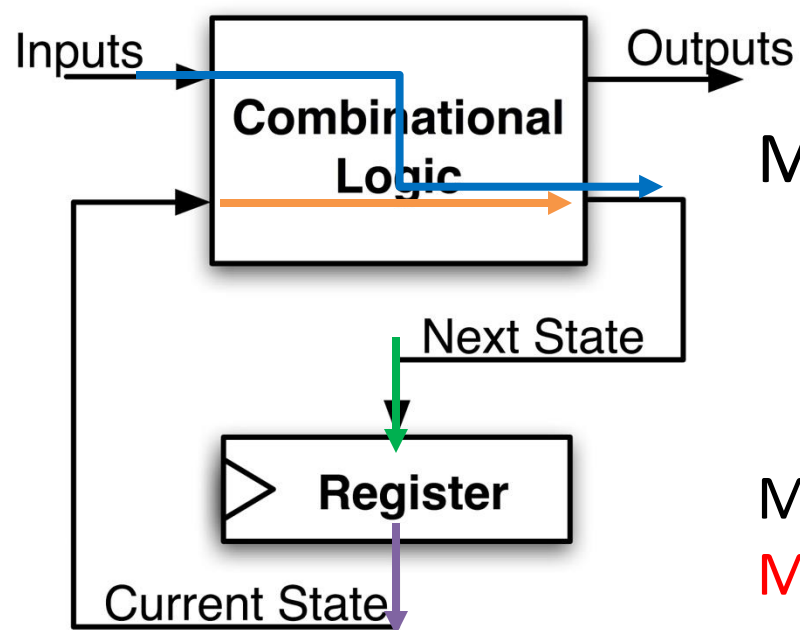 Inputs
Outputs
Combinational
Logic
M
Next State
Register
M
M
Current State